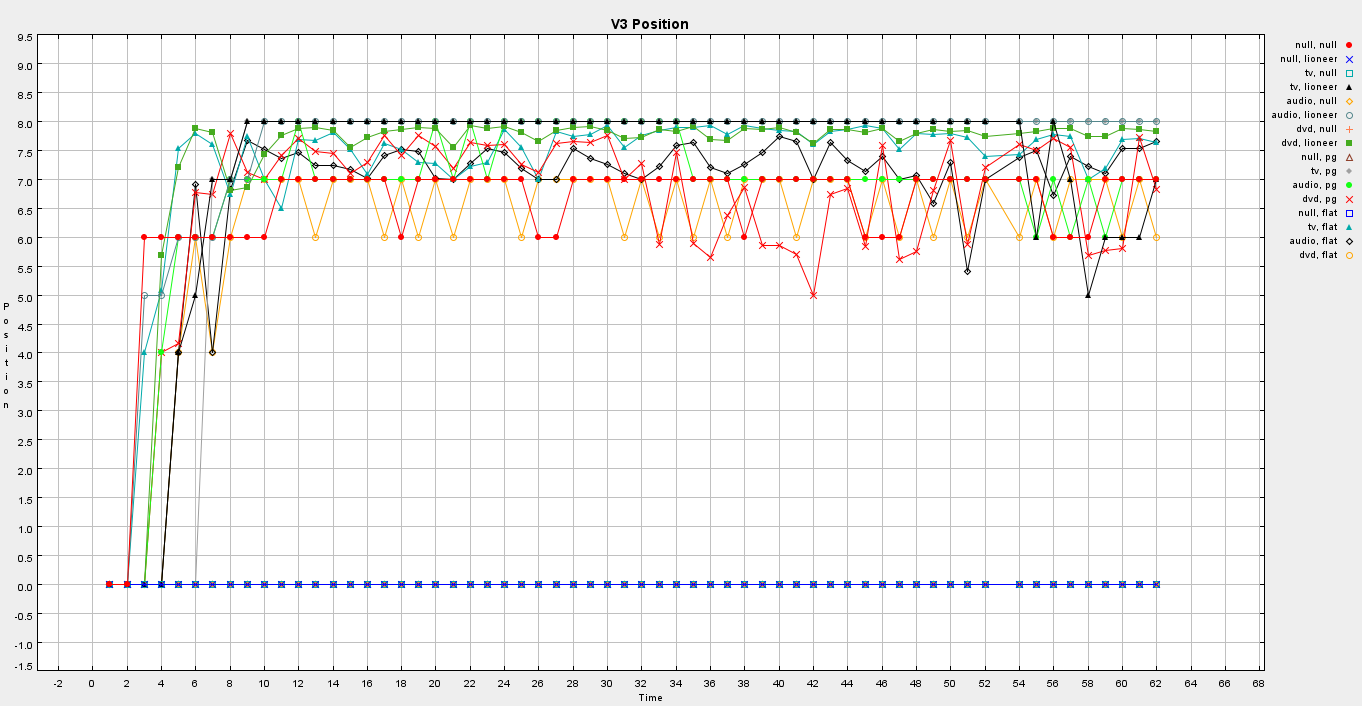 V3 Position
9.5
9.0
8.5
8.0
7.5
7.0
6.5
6.0
5.5
5.0
4.5
4.0
3.5
3.0
2.5
2.0
1.5
1.0
0.5
0.0
-0.5
-1.0
-1.5
Position
-2 0 2 4 6 8 10 12 14 16 18 20 22 24 26 28 30 32 34 36 38 40 42 44 46 48 50 52 54 56 58 60 62 64 66 68
Time
null, null
null, lioneer
tv, null
tv, lioneer
audio, null
audio, lioneer
dvd, null
dvd, lioneer
null, pg
tv, pg
audio, pg
dvd, pg
null, flat
tv, flat
audio, flat
dvd, flat